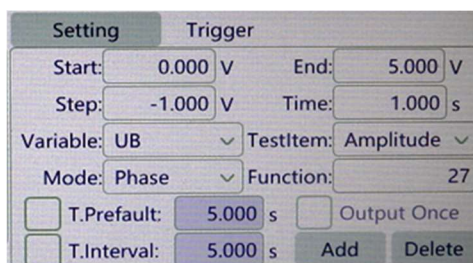 Setting Trigger
Start: 0.000 V End: 5.000 V
Step: -1.000 V Time: 1.000 s
Variable: UB TestItem: Amplitude
Mode: Phase Function: 27
T.Prefault: 5.000 s Output Once
T.Interval: 5.000 s Add Delete